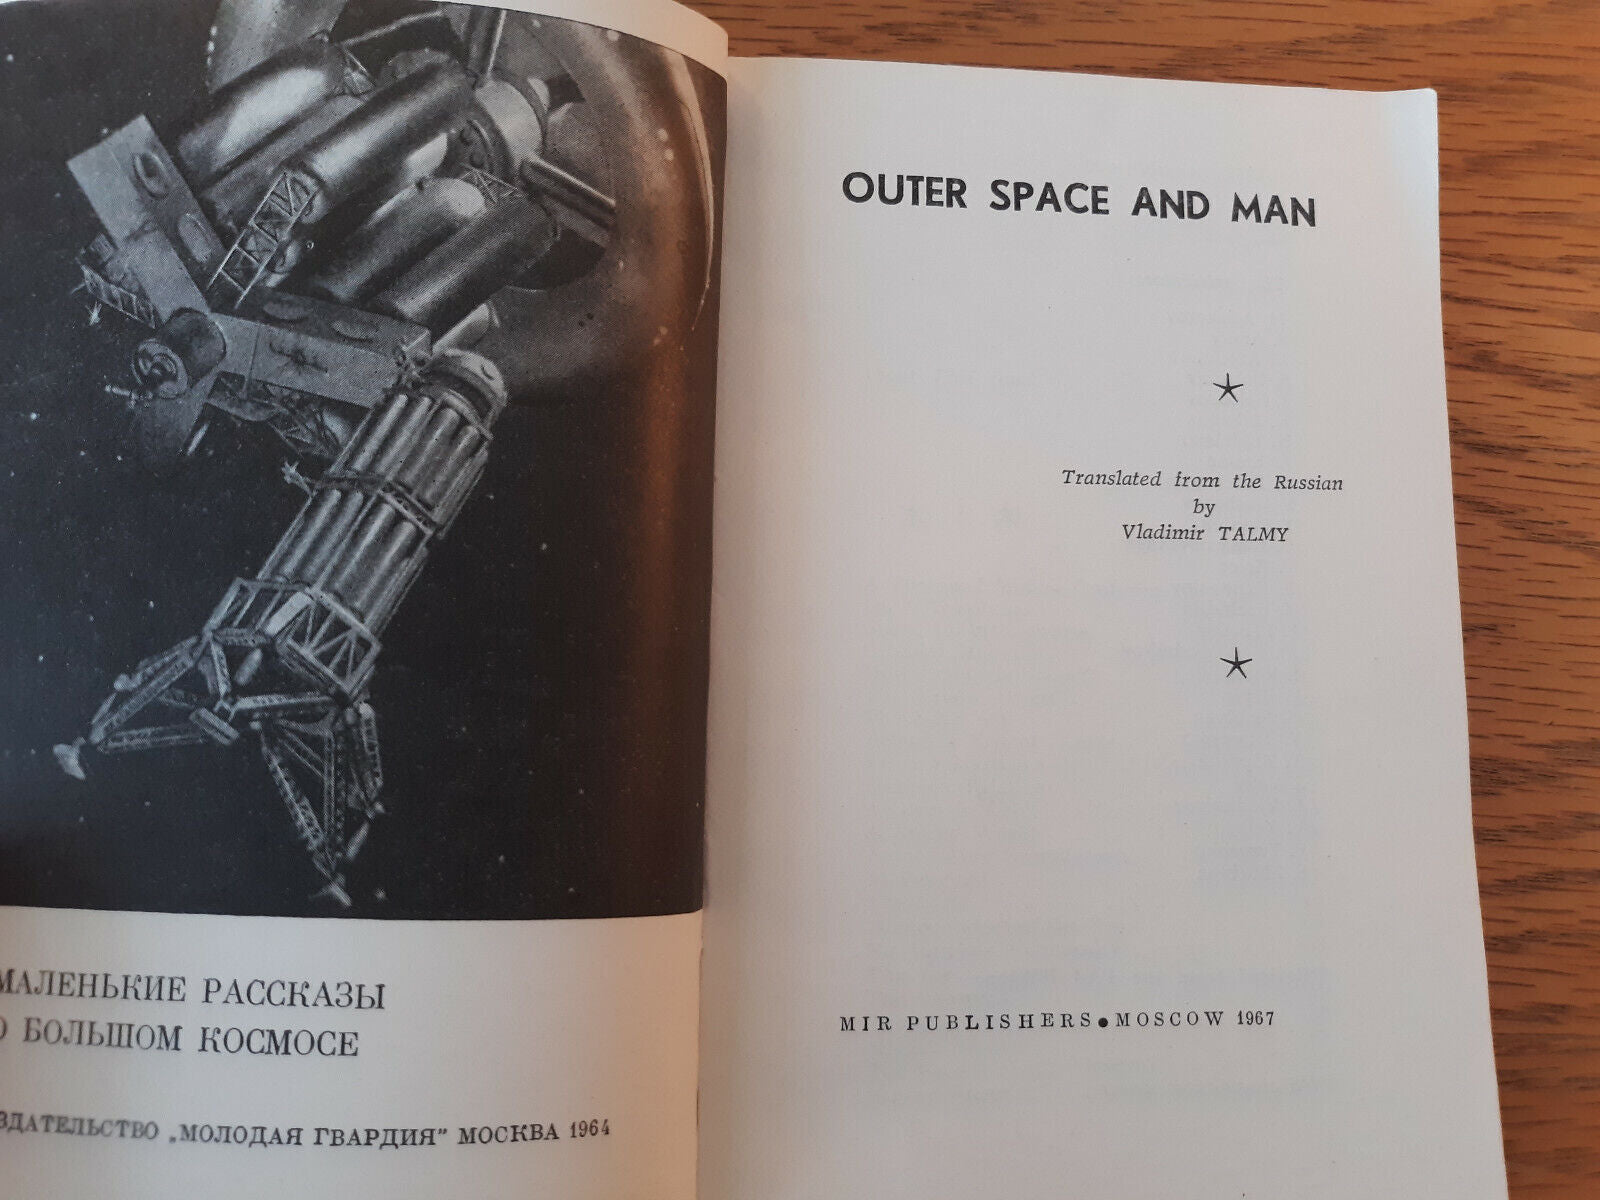 МАЛЕНЬКИЕ РАССКАЗЫ
О БОЛЬШОМ КОСМОСЕ
„МОЛОДАЯ ГВАРДИЯ" МОСКВА 1964
OUTER SPACE AND MAN
Translated from the Russian
by
Vladimir TALMY
MIR PUBLISHERS ● MOSCOW 1967